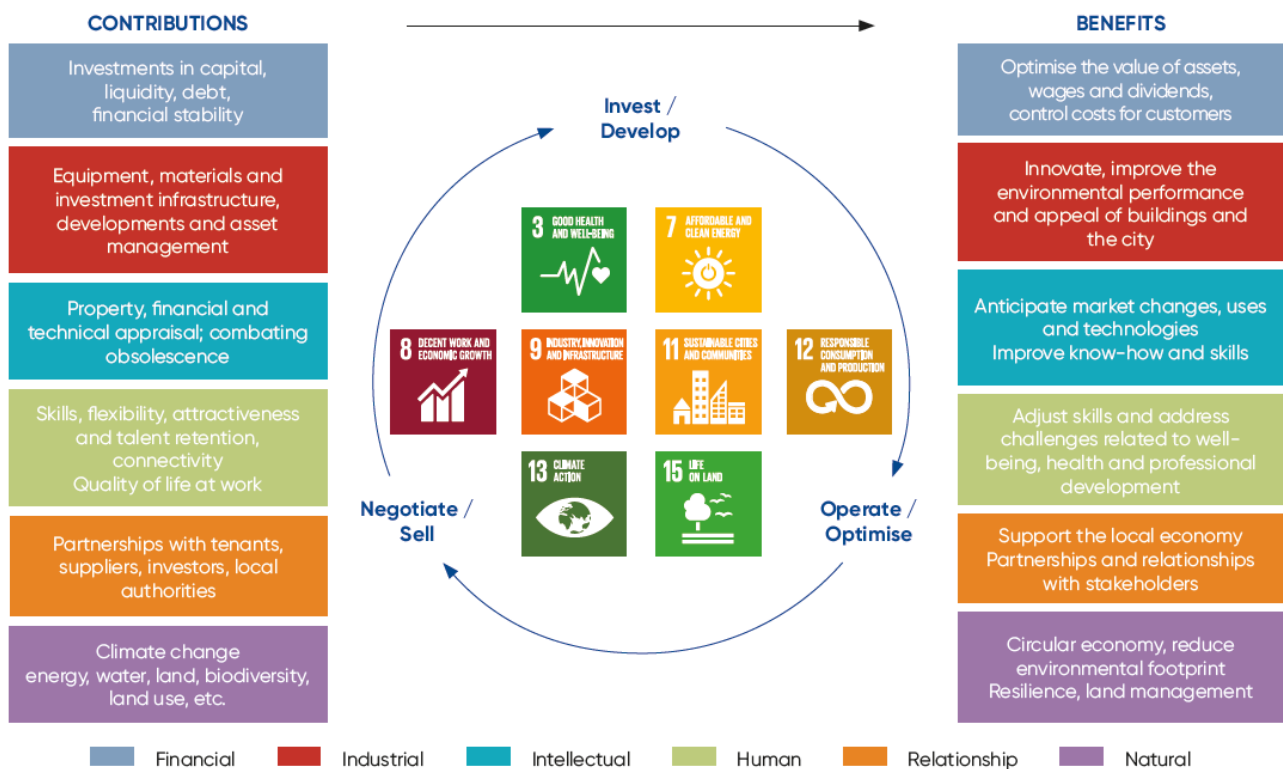 CONTRIBUTIONS
Investments in capital,
liquidity, debt,
financial stability
Equipment, materials and
investment infrastructure,
developments and asset
management
Property, financial and
technical appraisal; combating
obsolescence
Skills, flexibility, attractiveness
and talent retention,
connectivity
Quality of life at work
Partnerships with tenants,
suppliers, investors, local
authorities
Climate change
energy, water, land, biodiversity,
land use, etc.
Invest /
Develop
3 GOOD HEALTH
AND WELL-BEING
7 AFFORDABLE AND
CLEAN ENERGY
8 DECENT WORK AND
ECONOMIC GROWTH
9 INDUSTRY, INNOVATION
AND INFRASTRUCTURE
11 SUSTAINABLE CITIES
AND COMMUNITIES
12 RESPONSIBLE
CONSUMPTION
AND PRODUCTION
13 CLIMATE
ACTION
15 LIFE
ON LAND
Negotiate /
Sell
Operate /
Optimise
BENEFITS
Optimise the value of assets,
wages and dividends,
control costs for customers
Innovate, improve the
environmental performance
and appeal of buildings and
the city
Anticipate market changes, uses
and technologies
Improve know-how and skills
Adjust skills and address
challenges related to well-
being, health and professional
development
Support the local economy
Partnerships and relationships
with stakeholders
Circular economy, reduce
environmental footprint
Resilience, land management
Financial
Industrial
Intellectual
Human
Relationship
Natural